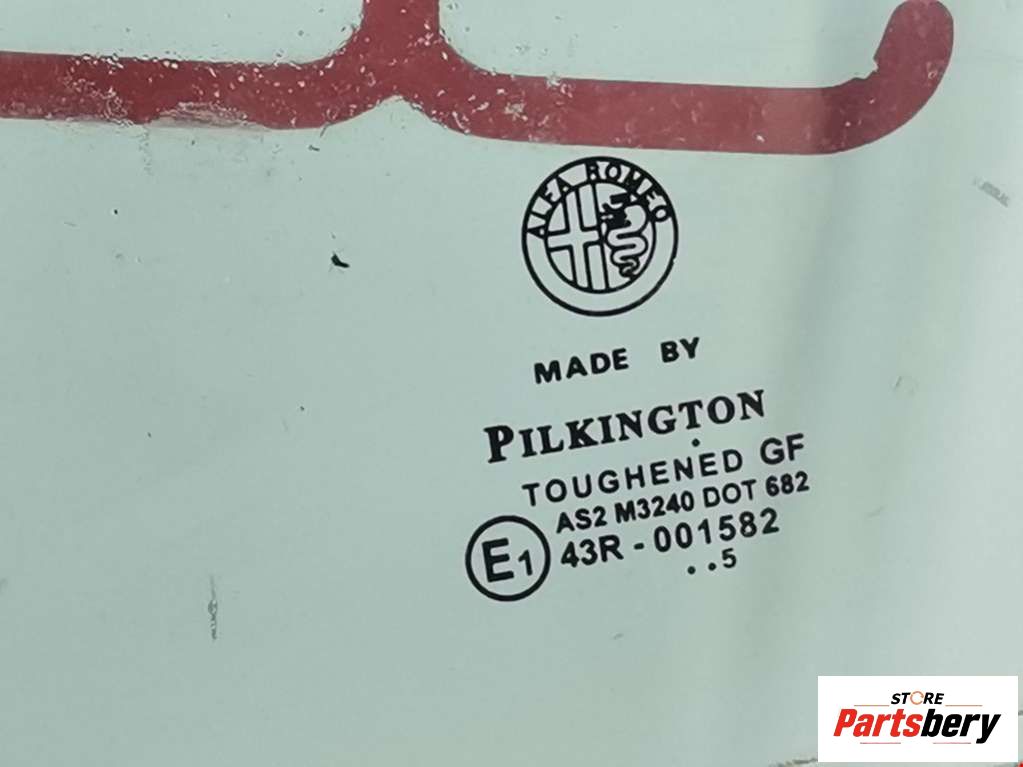 ALFA ROMEO
MADE BY
PILKINGTON
TOUGHENED GF
AS2 M3240 DOT 682
E1 43R - 001582
. . 5
STORE
Partsbery